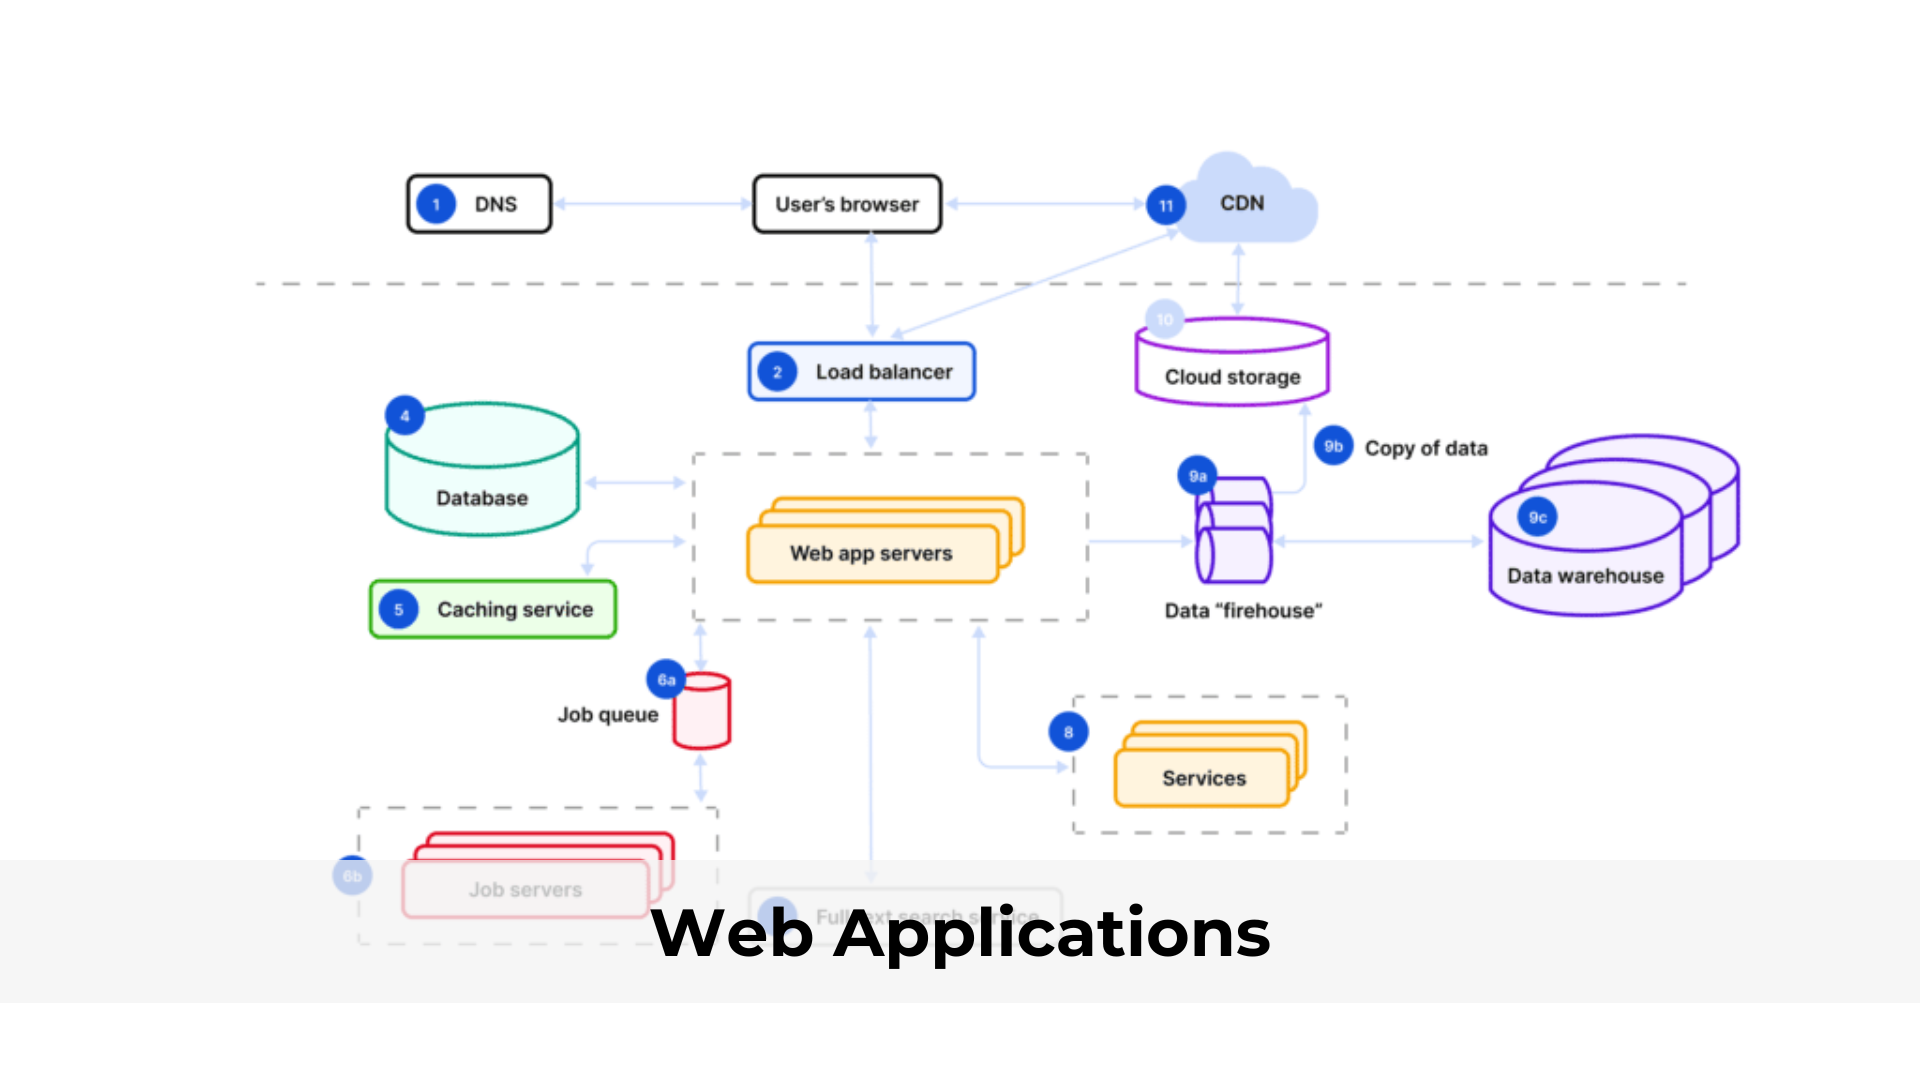 1 DNS
User's browser
11 CDN
2 Load balancer
10
Cloud storage
4
Database
9b Copy of data
9a
9c
Data warehouse
Web app servers
5 Caching service
Data “firehouse”
6a
Job queue
8
Services
6b
Job servers
search
Web Applications